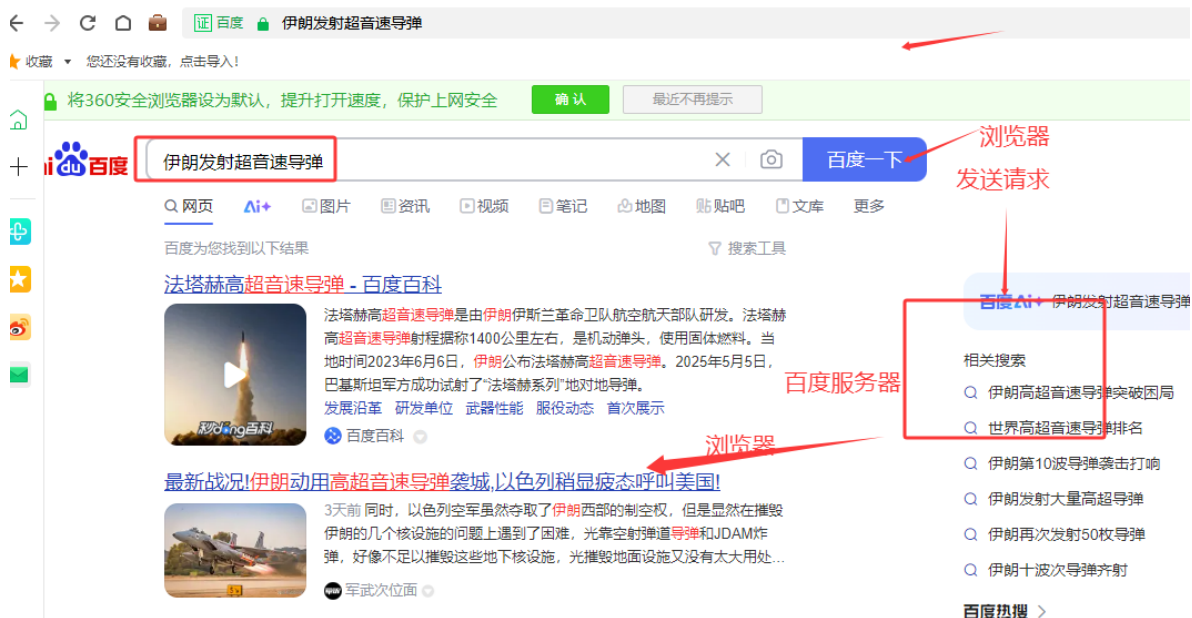 证 百度 伊朗发射超音速导弹
收藏 您还没有收藏，点击导入！
将360安全浏览器设为默认，提升打开速度，保护上网安全 确认 最近不再提示
百度 伊朗发射超音速导弹 百度一下
浏览器
发送请求
网页 Ai+ 图片 资讯 视频 笔记 地图 贴吧 文库 更多
百度为您找到以下结果 搜索工具
法塔赫高超音速导弹 - 百度百科
法塔赫高超音速导弹是由伊朗伊斯兰革命卫队航空航天部队研发。法塔赫
高超音速导弹射程据称1400公里左右，是机动弹头，使用固体燃料。当
地时间2023年6月6日，伊朗公布法塔赫高超音速导弹。2025年5月5日，
巴基斯坦军方成功试射了“法塔赫系列”地对地导弹。
发展沿革 研发单位 武器性能 服役动态 首次展示
秒dǒng百科
百度百科
最新战况!伊朗动用高超音速导弹袭城,以色列稍显疲态呼叫美国!
3天前 同时，以色列空军虽然夺取了伊朗西部的制空权，但是显然在摧毁
伊朗的几个核设施的问题上遇到了困难，光靠空射弹道导弹和JDAM炸
弹，好像不足以摧毁这些地下核设施，光摧毁地面设施又没有太大用处...
军武次位面
百度服务器
浏览器
百度Ai+ 伊朗发射超音速导弹
相关搜索
伊朗高超音速导弹突破困局
世界高超音速导弹排名
伊朗第10波导弹袭击打响
伊朗发射大量高超导弹
伊朗再次发射50枚导弹
伊朗十波次导弹齐射
百度热搜